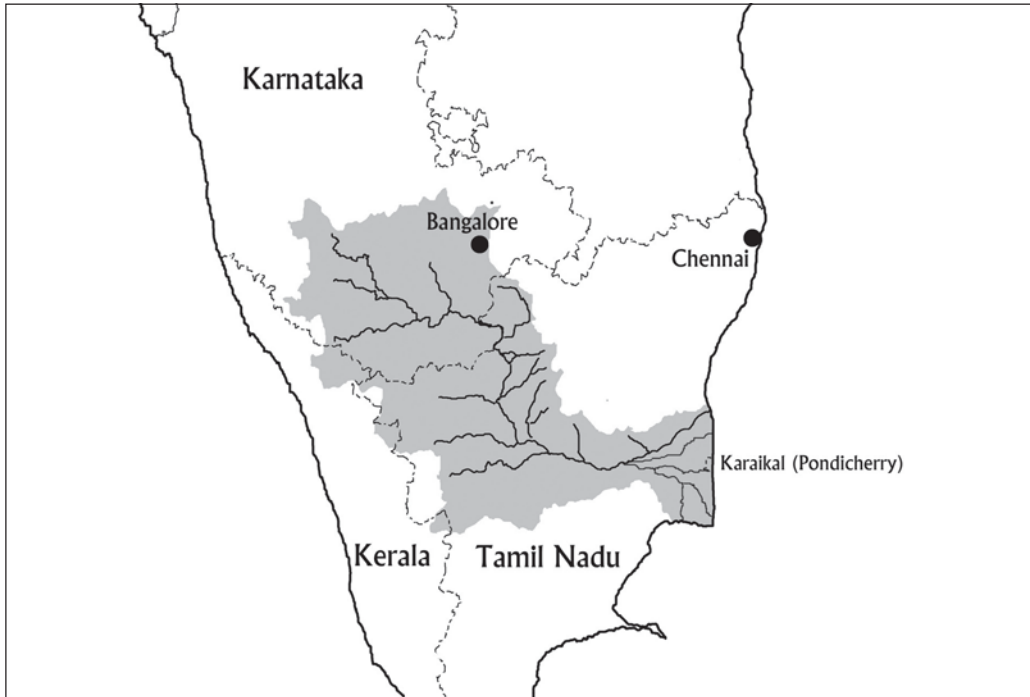 Karnataka
Bangalore
Chennai
Karaikal (Pondicherry)
Kerala
Tamil Nadu